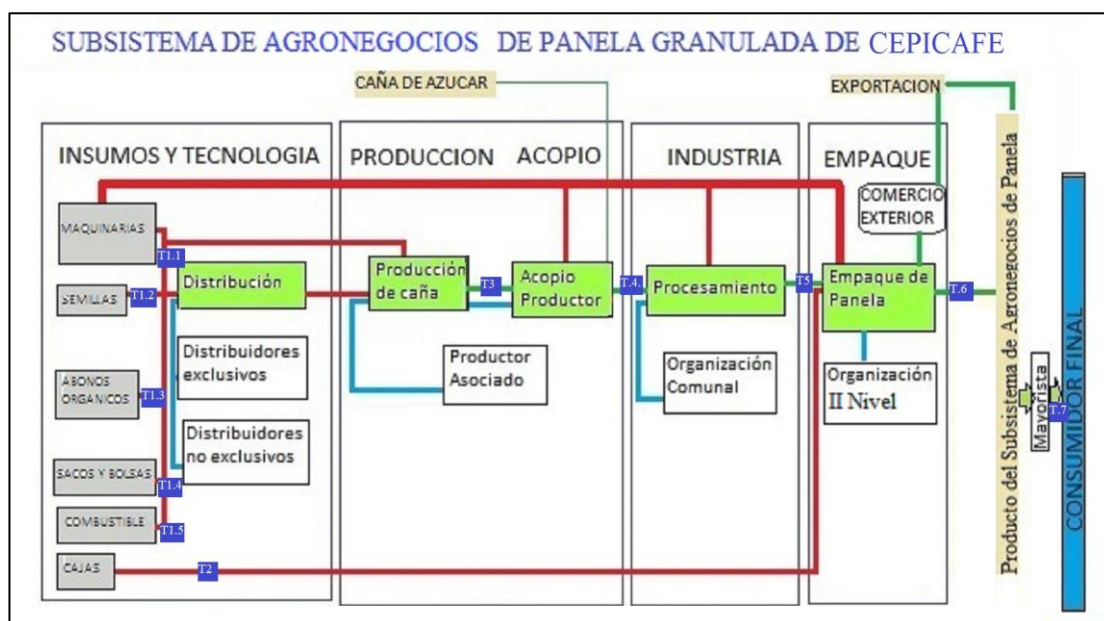 SUBSISTEMA DE AGRONEGOCIOS DE PANELA GRANULADA DE CEPICAFE
CAÑA DE AZUCAR
EXPORTACION
INSUMOS Y TECNOLOGIA
PRODUCCION
ACOPIO
INDUSTRIA
EMPAQUE
MAQUINARIAS
T1.1
SEMILLAS
T1.2
ABONOS
ORGANICOS
T1.3
SACOS Y BOLSAS
T1.4
COMBUSTIBLE
T1.5
CAJAS
T2
Distribución
Distribuidores
exclusivos
Distribuidores
no exclusivos
Producción
de caña
T3
Acopio
Productor
T.4.
Productor
Asociado
Procesamiento
T5
Organización
Comunal
COMERCIO
EXTERIOR
Empaque de
Panela
T.6
Organización
II Nivel
Producto del Subsistema de Agronegocios de Panela
Mayorista
T.7
CONSUMIDOR FINAL